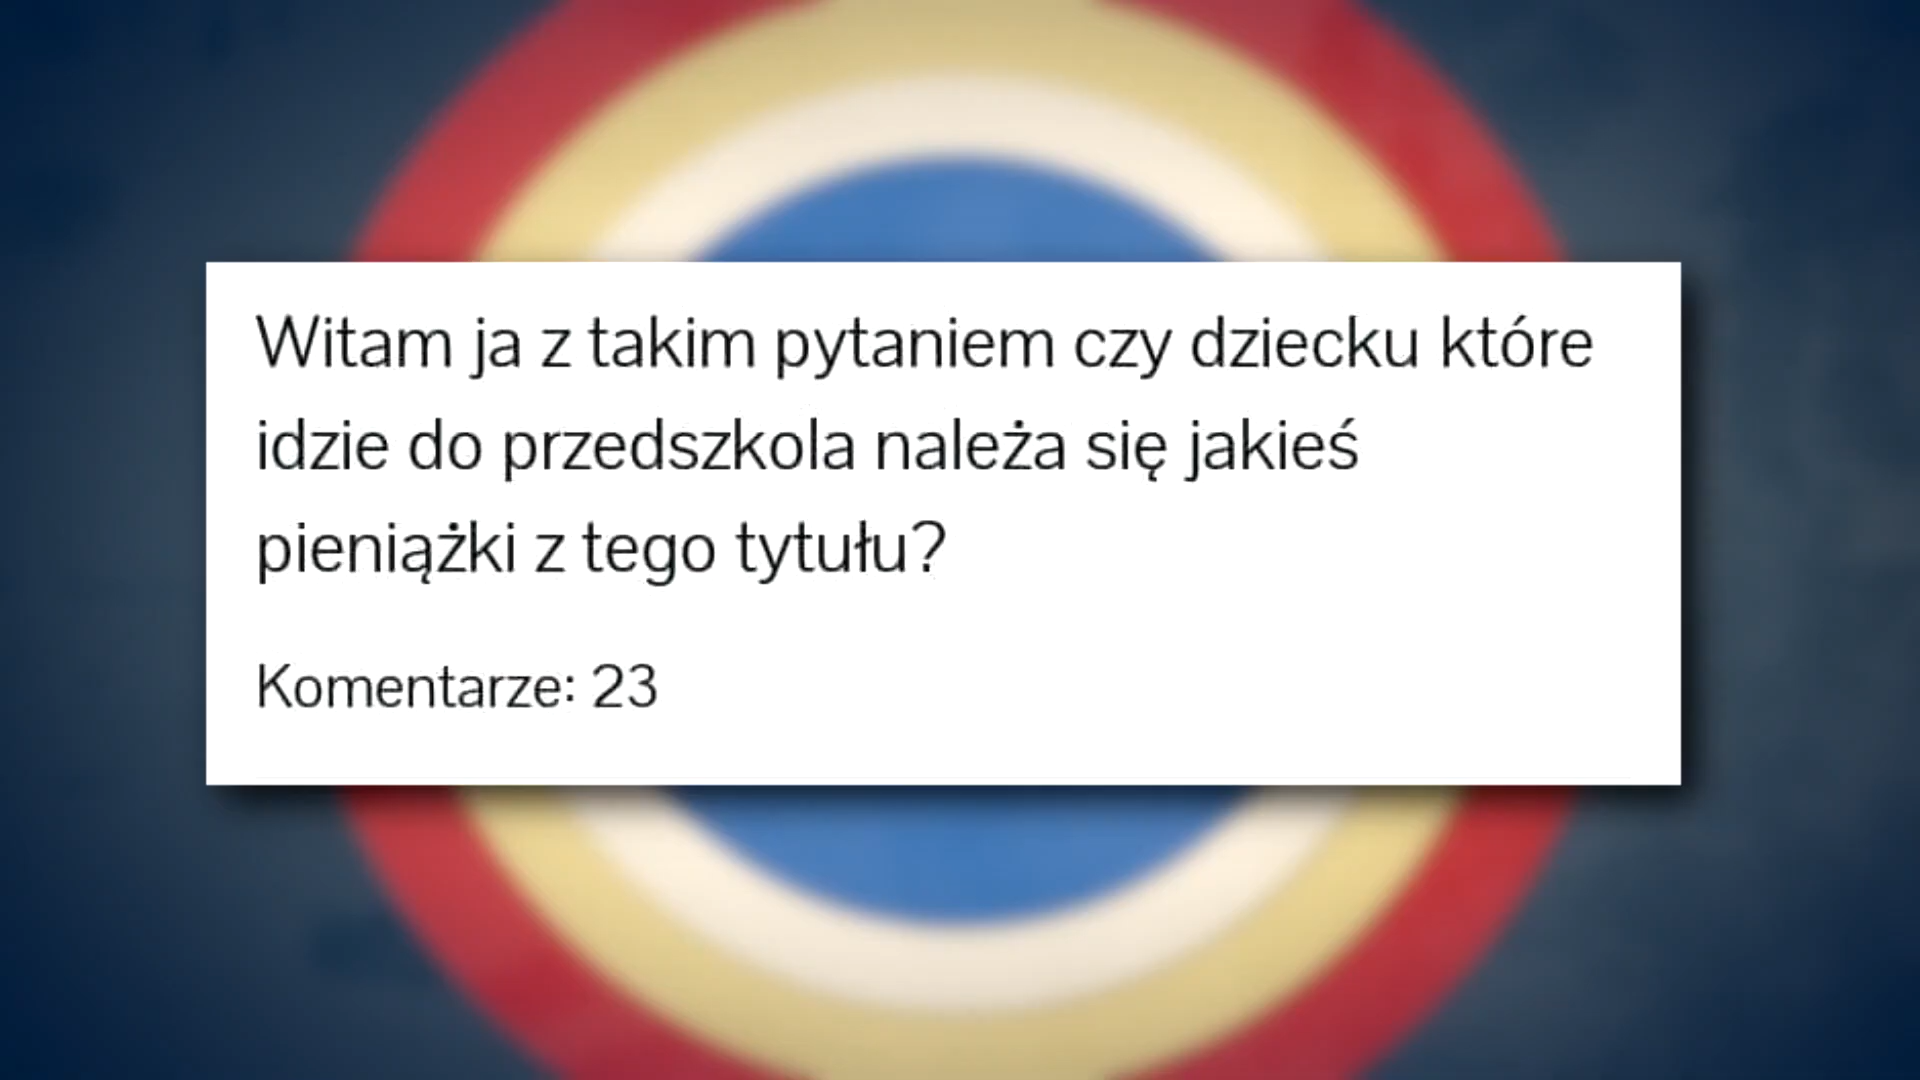 Witam ja z takim pytaniem czy dziecku które
idzie do przedszkola należa się jakieś
pieniążki z tego tytułu?
Komentarze: 23